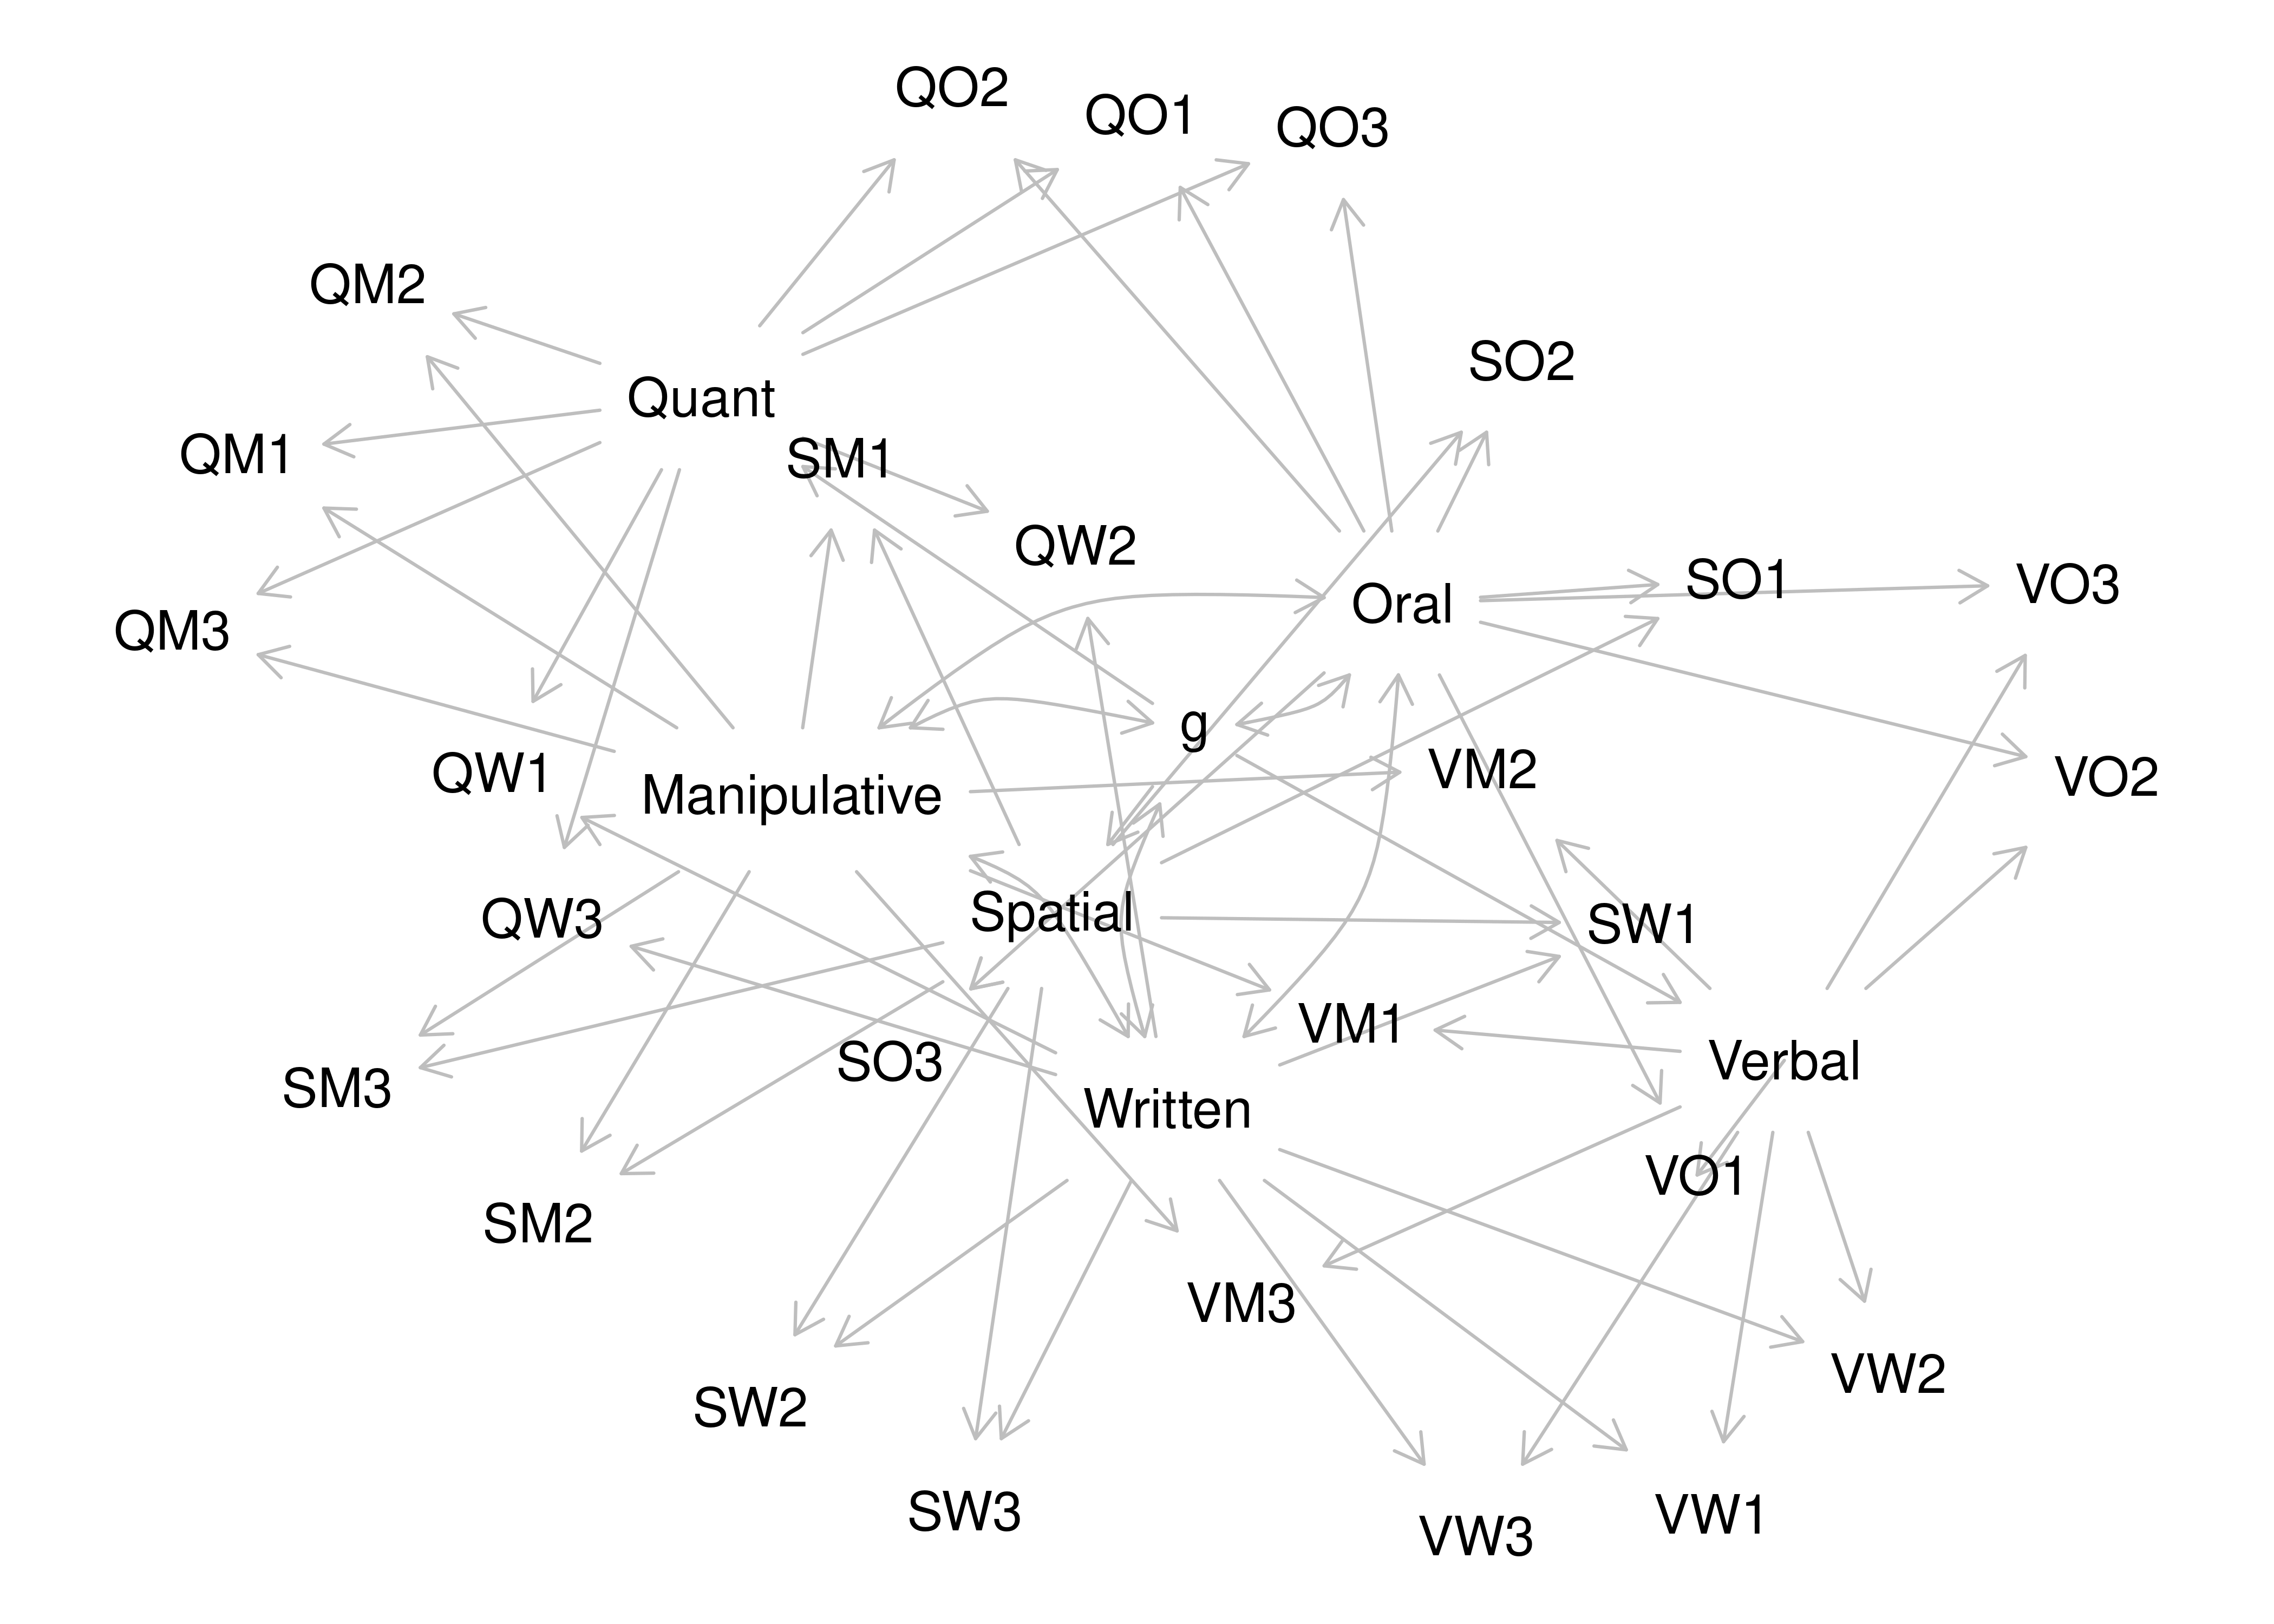 QO2
QO1
QO3
QM2
SO2
Quant
QM1
SM1
QW2
SO1
VO3
Oral
QM3
g
QW1
VM2
VO2
Manipulative
Spatial
QW3
SW1
VM1
SO3
Verbal
SM3
Written
VO1
SM2
VM3
VW2
SW2
SW3
VW1
VW3